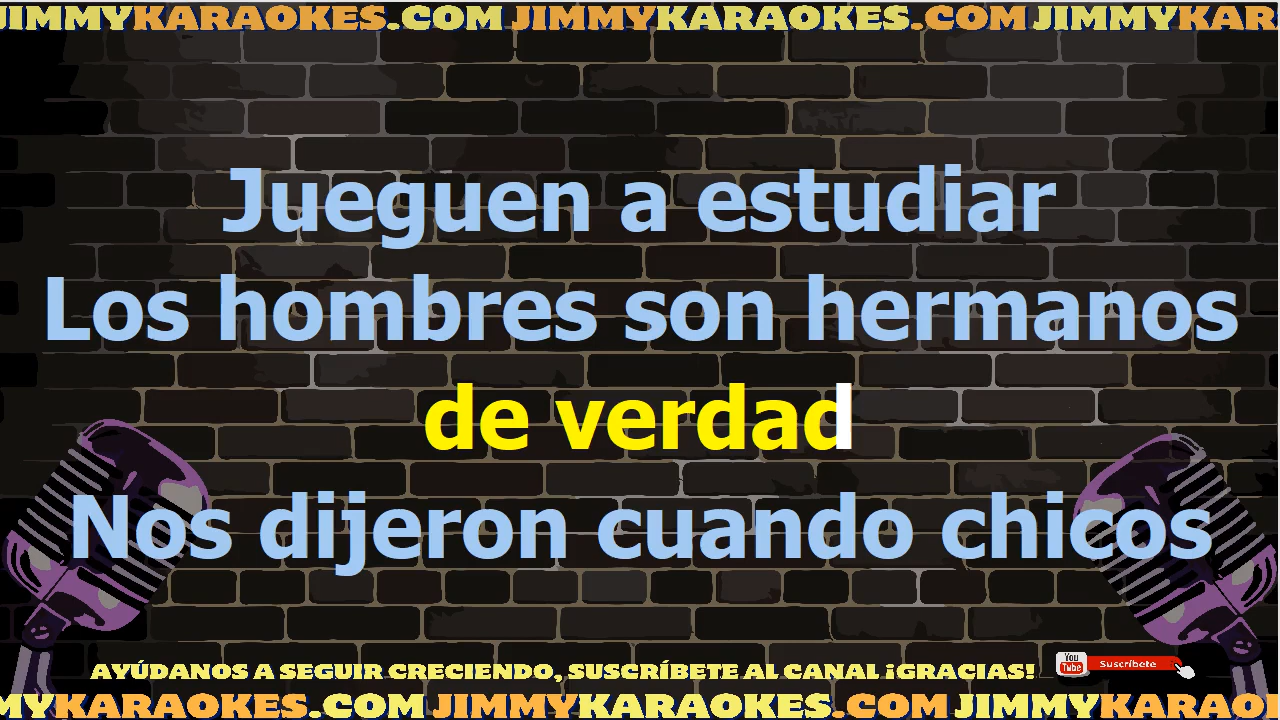 JIMMYKARAOKES.COM JIMMYKARAOKES.COM JIMMYKAR
Jueguen a estudiar
Los hombres son hermanos
de verdad
Nos dijeron cuando chicos
AYÚDANOS A SEGUIR CRECIENDO, SUSCRÍBETE AL CANAL ¡GRACIAS!
You Tube Suscríbete
MYKARAOKES.COM JIMMYKARAOKES.COM JIMMYKARAO